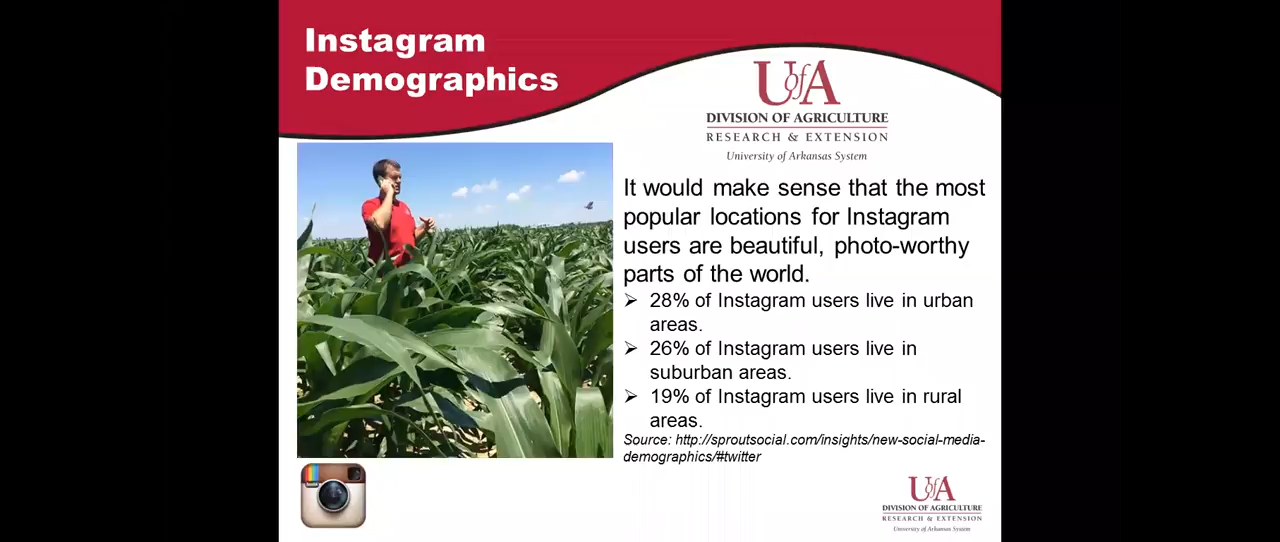 Instagram
Demographics
UofA
DIVISION OF AGRICULTURE
RESEARCH & EXTENSION
University of Arkansas System
It would make sense that the most
popular locations for Instagram
users are beautiful, photo-worthy
parts of the world.
➢ 28% of Instagram users live in urban
areas.
➢ 26% of Instagram users live in
suburban areas.
➢ 19% of Instagram users live in rural
areas.
Source: http://sproutsocial.com/insights/new-social-media-
demographics/#twitter
UofA
DIVISION OF AGRICULTURE
RESEARCH & EXTENSION
University of Arkansas System